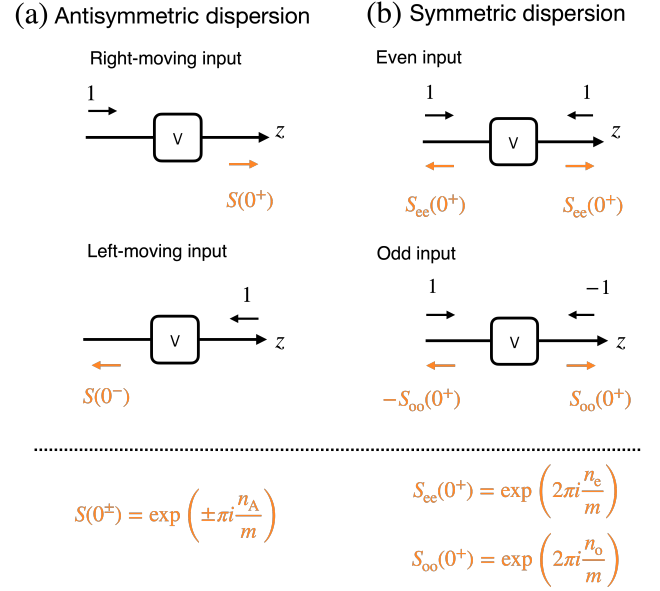 (a) Antisymmetric dispersion
Right-moving input
1
V
z
S(0⁺)
Left-moving input
1
V
z
S(0⁻)
(b) Symmetric dispersion
Even input
1 1
V
z
S_ee(0⁺) S_ee(0⁺)
Odd input
1 −1
V
z
−S_oo(0⁺) S_oo(0⁺)
S(0^±) = exp(±πi n_A/m)
S_ee(0⁺) = exp(2πi n_e/m)
S_oo(0⁺) = exp(2πi n_o/m)